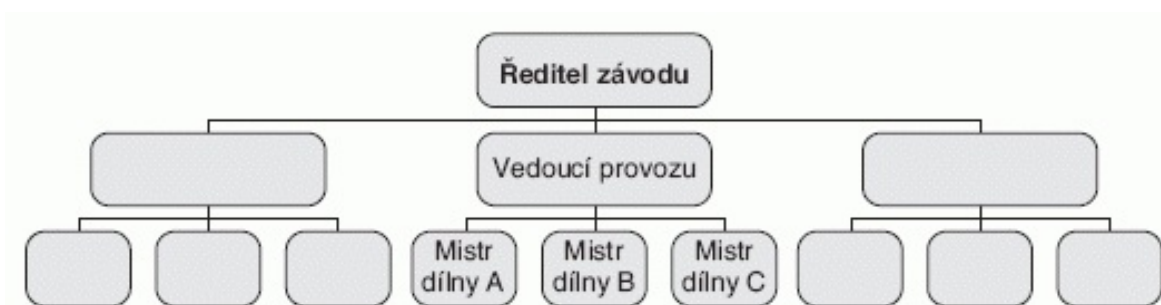 Ředitel závodu
Vedoucí provozu
Mistr
dílny A
Mistr
dílny B
Mistr
dílny C